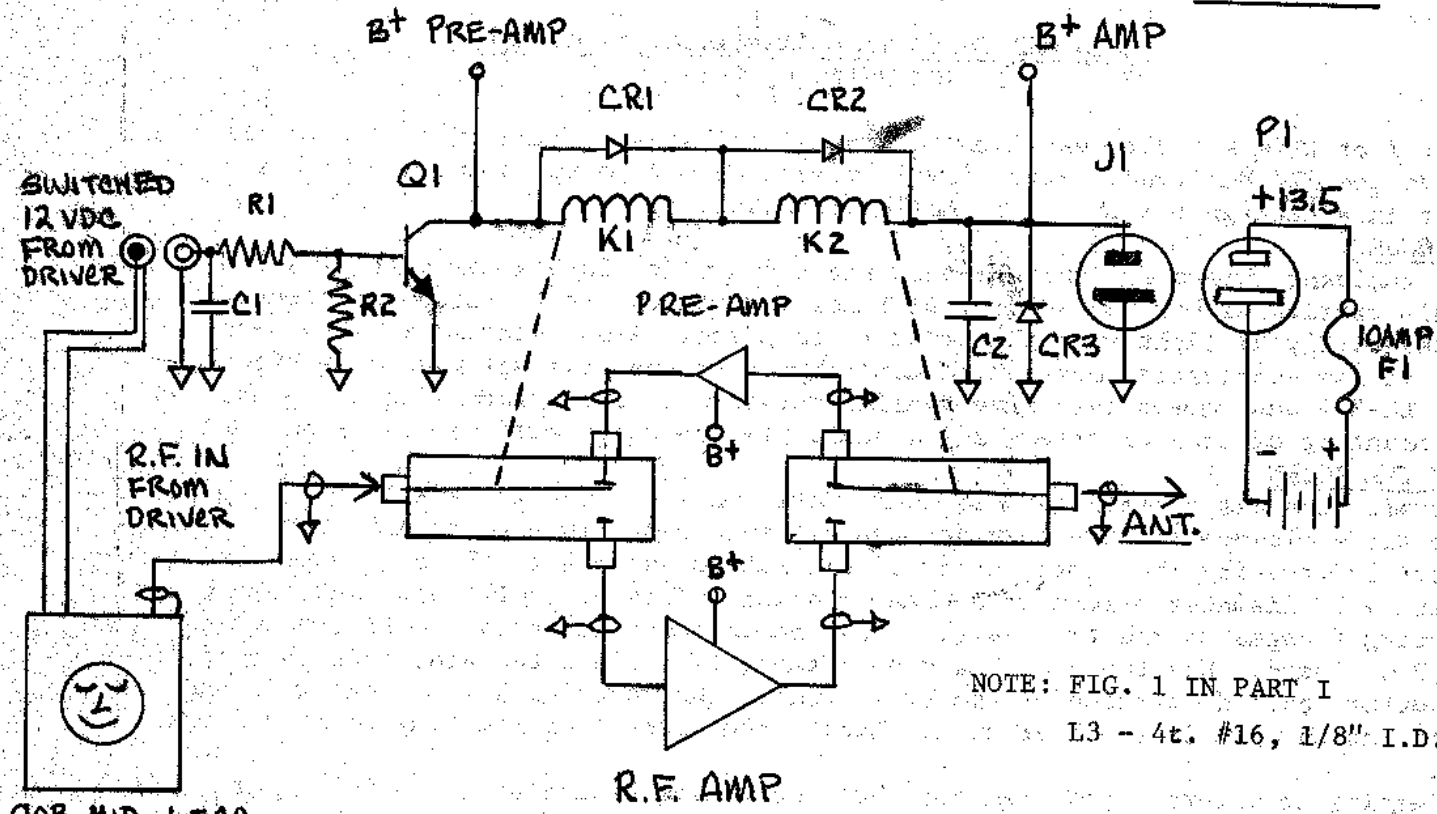 B+ PRE-AMP
B+ AMP
CR1
CR2
P1
J1
Q1
SWITCHED
12 VDC
FROM
DRIVER
R1
+13.5
K1
K2
C1
R2
PRE-AMP
C2
CR3
10AMP
F1
B+
R.F. IN
FROM
DRIVER
- +
ANT.
B+
NOTE: FIG. 1 IN PART I
L3 - 4t. #16, 1/8" I.D.
R.F. AMP